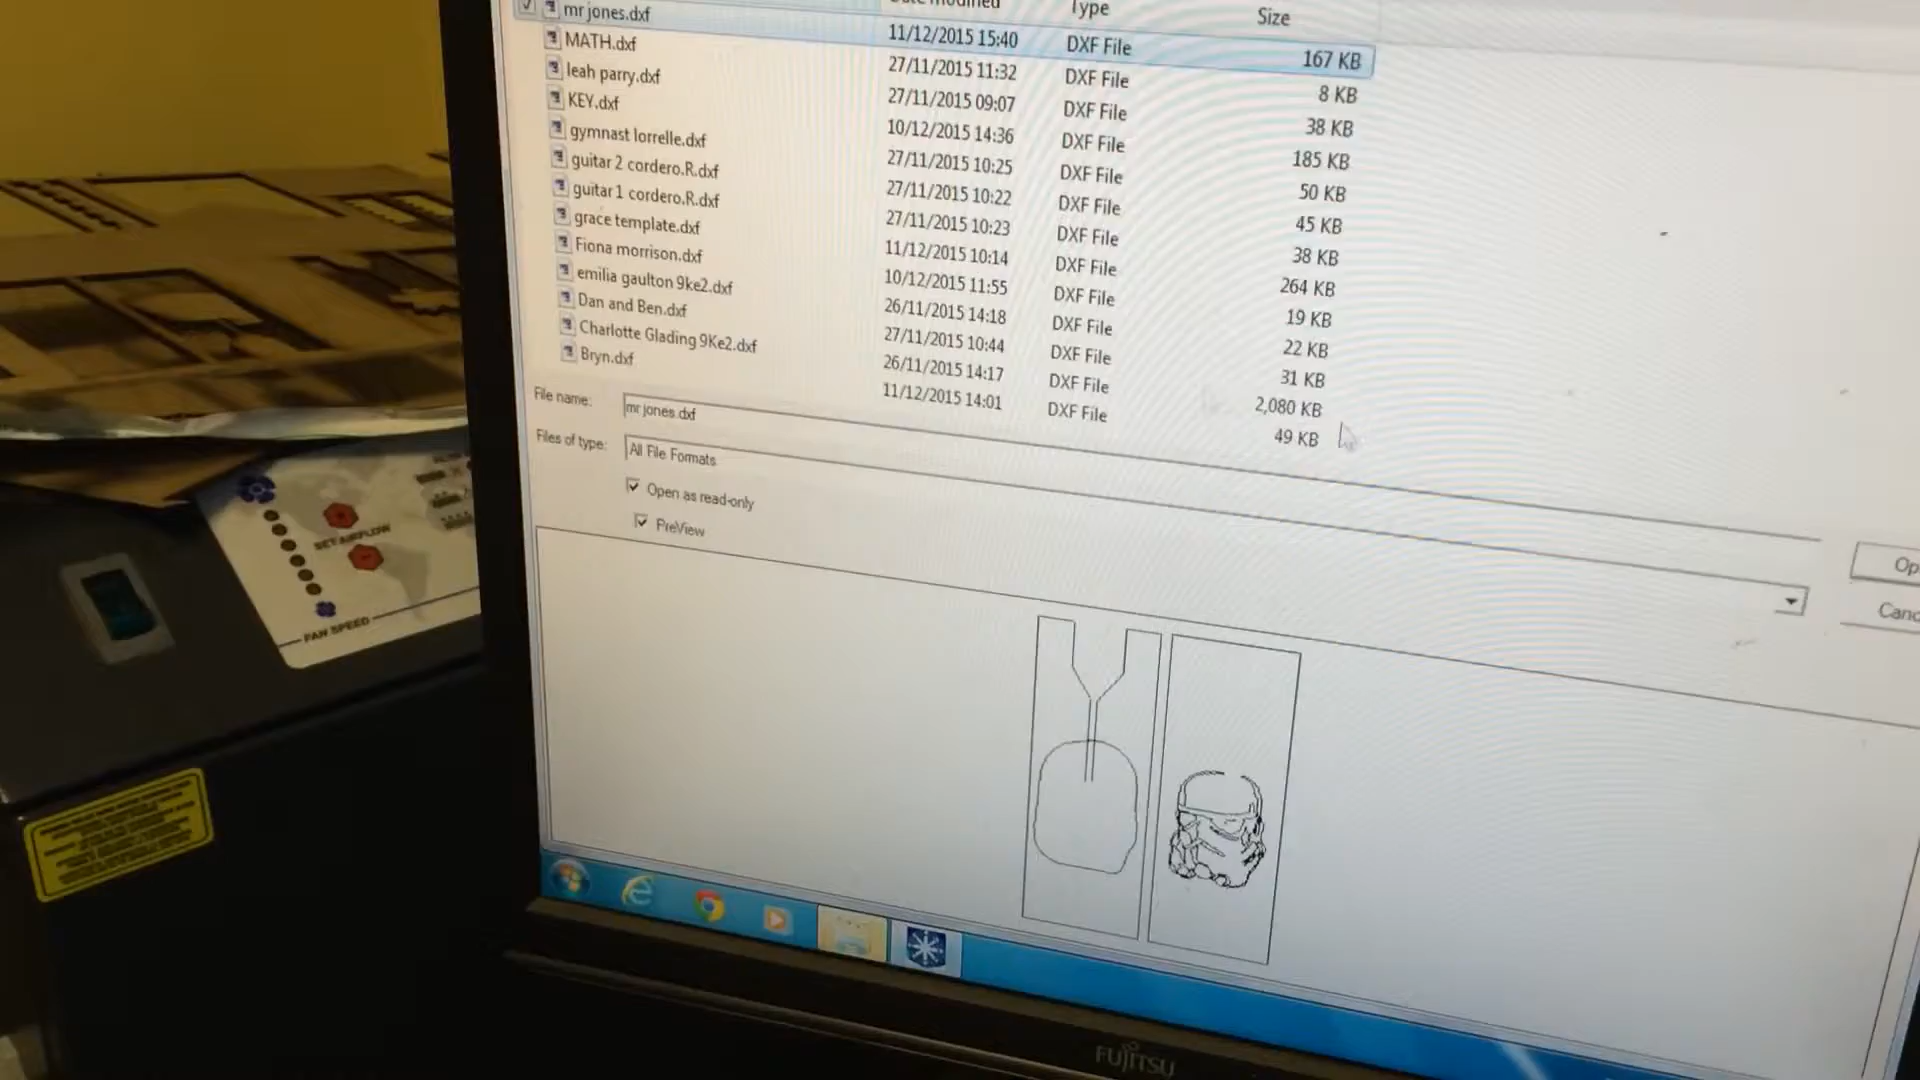 Date modified Type Size
mr jones.dxf 11/12/2015 15:40 DXF File 167 KB
MATH.dxf 27/11/2015 11:32 DXF File 8 KB
leah parry.dxf 27/11/2015 09:07 DXF File 38 KB
KEY.dxf 10/12/2015 14:36 DXF File 185 KB
gymnast lorrelle.dxf 27/11/2015 10:25 DXF File 50 KB
guitar 2 cordero.R.dxf 27/11/2015 10:22 DXF File 45 KB
guitar 1 cordero.R.dxf 27/11/2015 10:23 DXF File 38 KB
grace template.dxf 11/12/2015 10:14 DXF File 264 KB
Fiona morrison.dxf 10/12/2015 11:55 DXF File 19 KB
emilia gaulton 9ke2.dxf 26/11/2015 14:18 DXF File 22 KB
Dan and Ben.dxf 27/11/2015 10:44 DXF File 31 KB
Charlotte Glading 9Ke2.dxf 26/11/2015 14:17 DXF File 2,080 KB
Bryn.dxf 11/12/2015 14:01 DXF File 49 KB
File name: mr jones.dxf
Files of type: All File Formats
Open as read-only
PreView
Op
Canc
SET AIRFLOW
FAN SPEED
FUJITSU